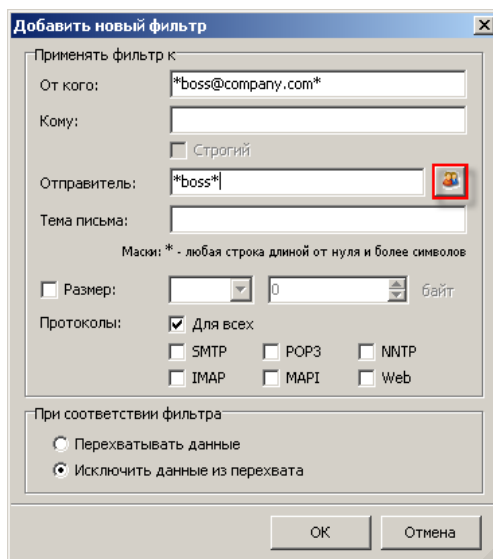 Добавить новый фильтр
Применять фильтр к
От кого: *boss@company.com*
Кому:
Строгий
Отправитель: *boss*
Тема письма:
Маски: * - любая строка длиной от нуля и более символов
Размер: 0 байт
Протоколы: Для всех
SMTP POP3 NNTP
IMAP MAPI Web
При соответствии фильтра
Перехватывать данные
Исключить данные из перехвата
ОК Отмена